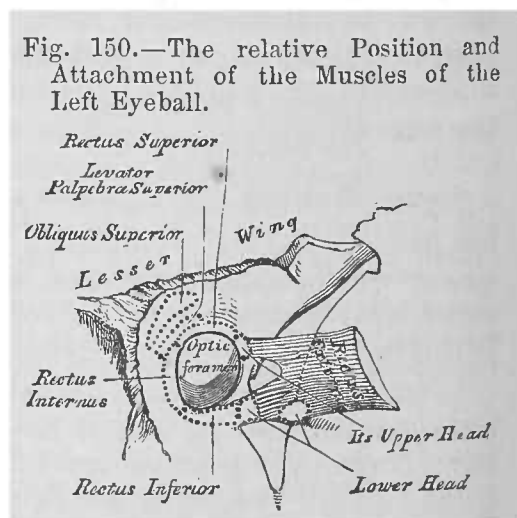 Fig. 150.—The relative Position and
Attachment of the Muscles of the
Left Eyeball.
Rectus Superior
Levator
Palpebræ Superior
Obliquus Superior
Lesser Wing
Optic
foramen
Rectus
Internus
Rectus
Its Upper Head
Rectus Inferior
Lower Head